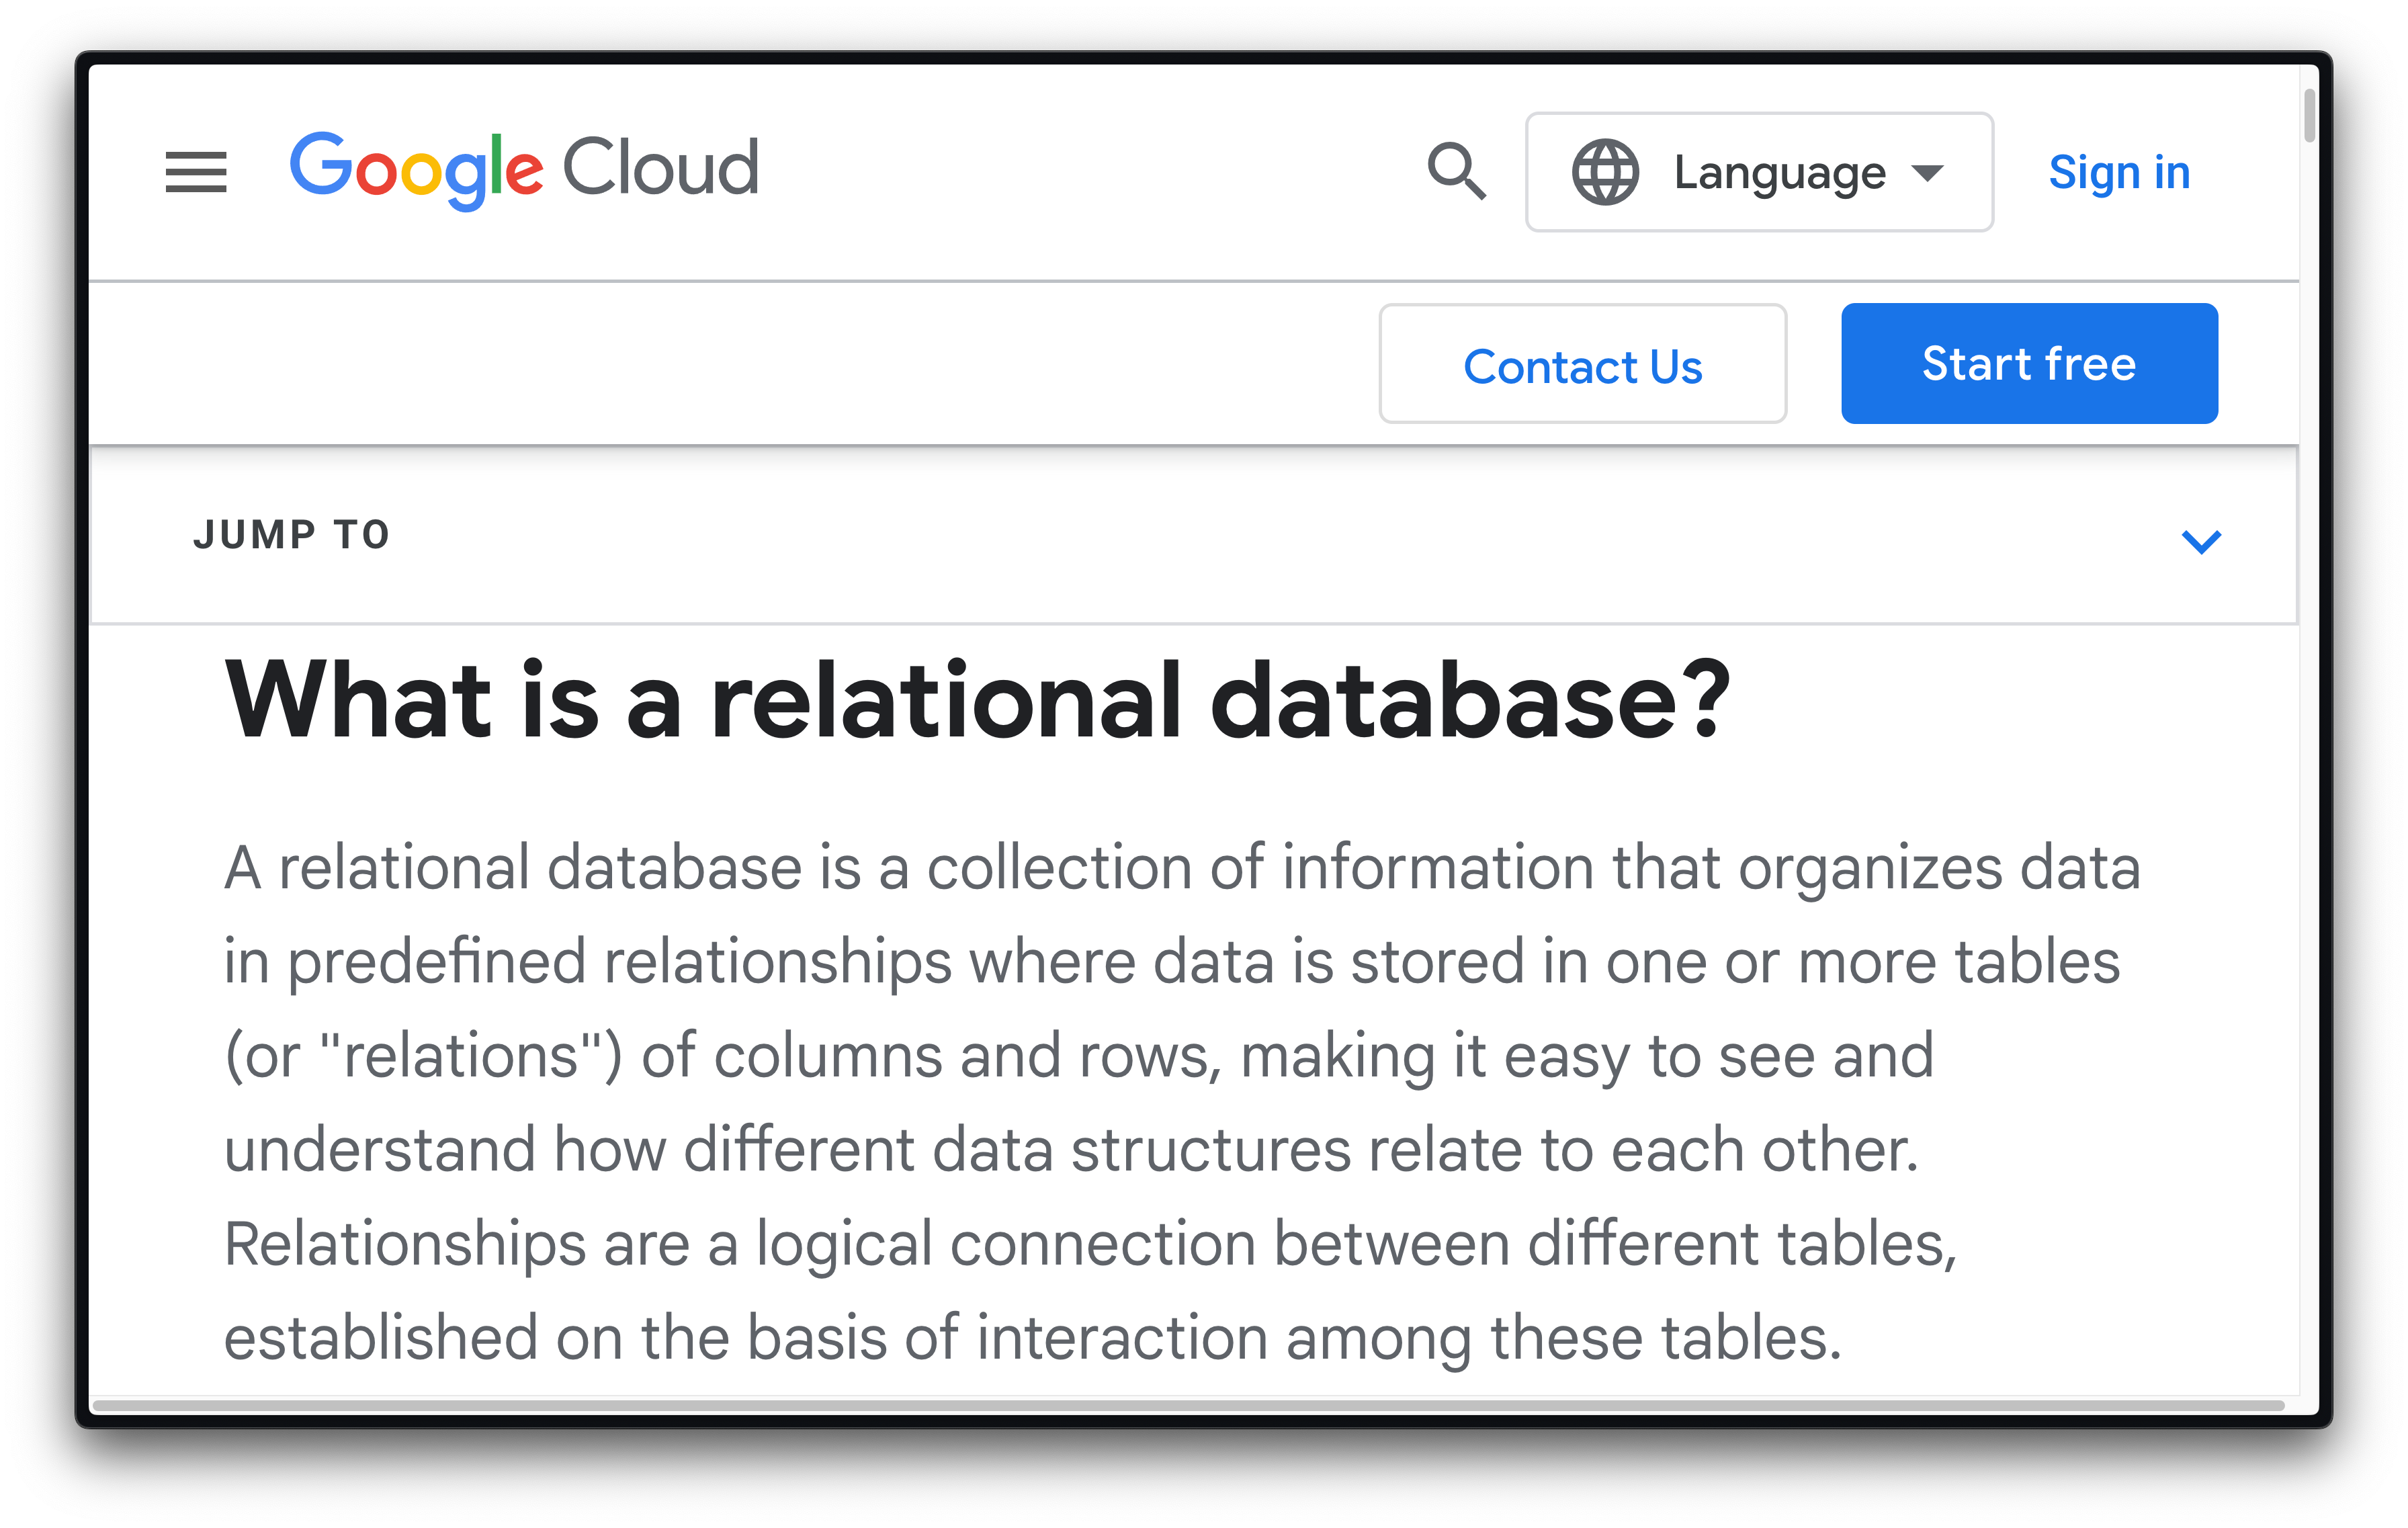 Google Cloud
Language
Sign in
Contact Us
Start free
JUMP TO
What is a relational database?
A relational database is a collection of information that organizes data
in predefined relationships where data is stored in one or more tables
(or "relations") of columns and rows, making it easy to see and
understand how different data structures relate to each other.
Relationships are a logical connection between different tables,
established on the basis of interaction among these tables.